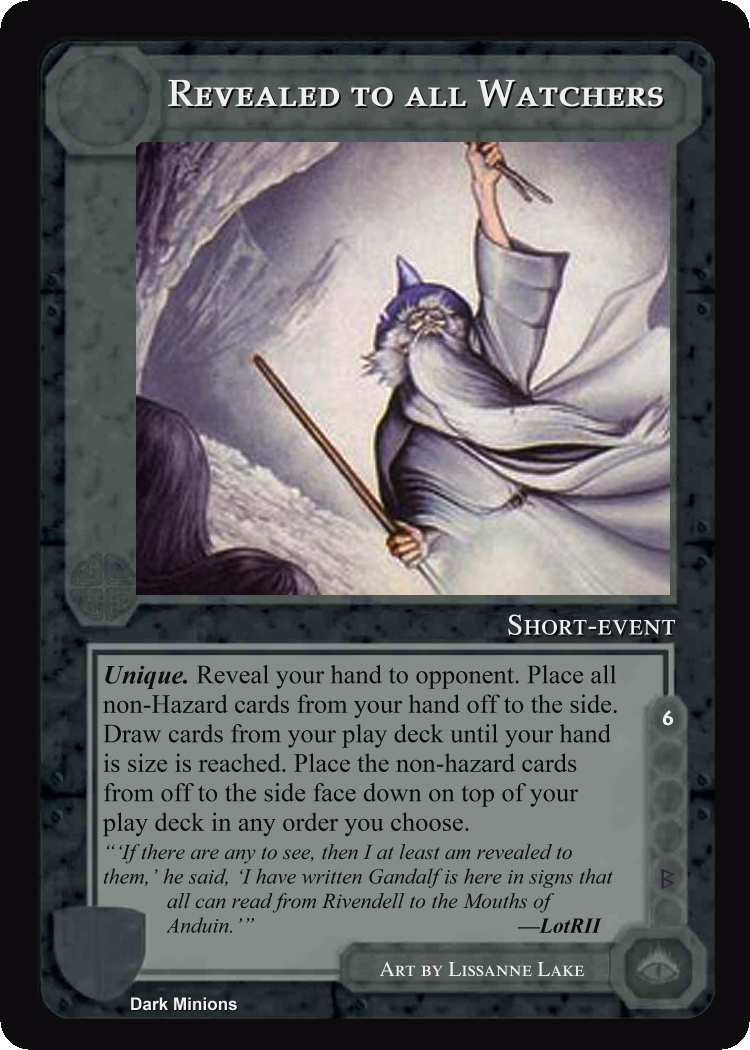 Revealed to all Watchers
Short-event
Unique. Reveal your hand to opponent. Place all
non-Hazard cards from your hand off to the side.
Draw cards from your play deck until your hand
is size is reached. Place the non-hazard cards
from off to the side face down on top of your
play deck in any order you choose.
6
“‘If there are any to see, then I at least am revealed to
them,’ he said, ‘I have written Gandalf is here in signs that
all can read from Rivendell to the Mouths of
Anduin.’”
—LotRII
ᛒ
Art by Lissanne Lake
Dark Minions